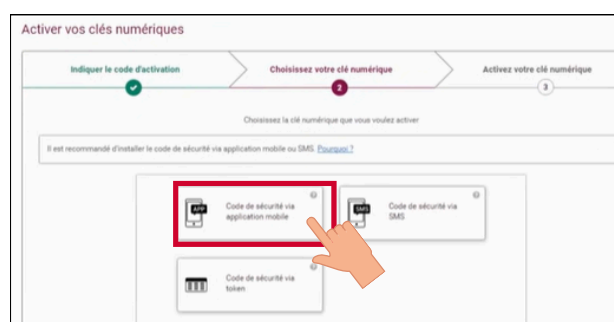 Activer vos clés numériques
Indiquer le code d'activation
Choisissez votre clé numérique
Activez votre clé numérique
2
3
Choisissez la clé numérique que vous voulez activer
Il est recommandé d'installer le code de sécurité via application mobile ou SMS. Pourquoi ?
APP
Code de sécurité via
application mobile
SMS
Code de sécurité via
SMS
Code de sécurité via
token